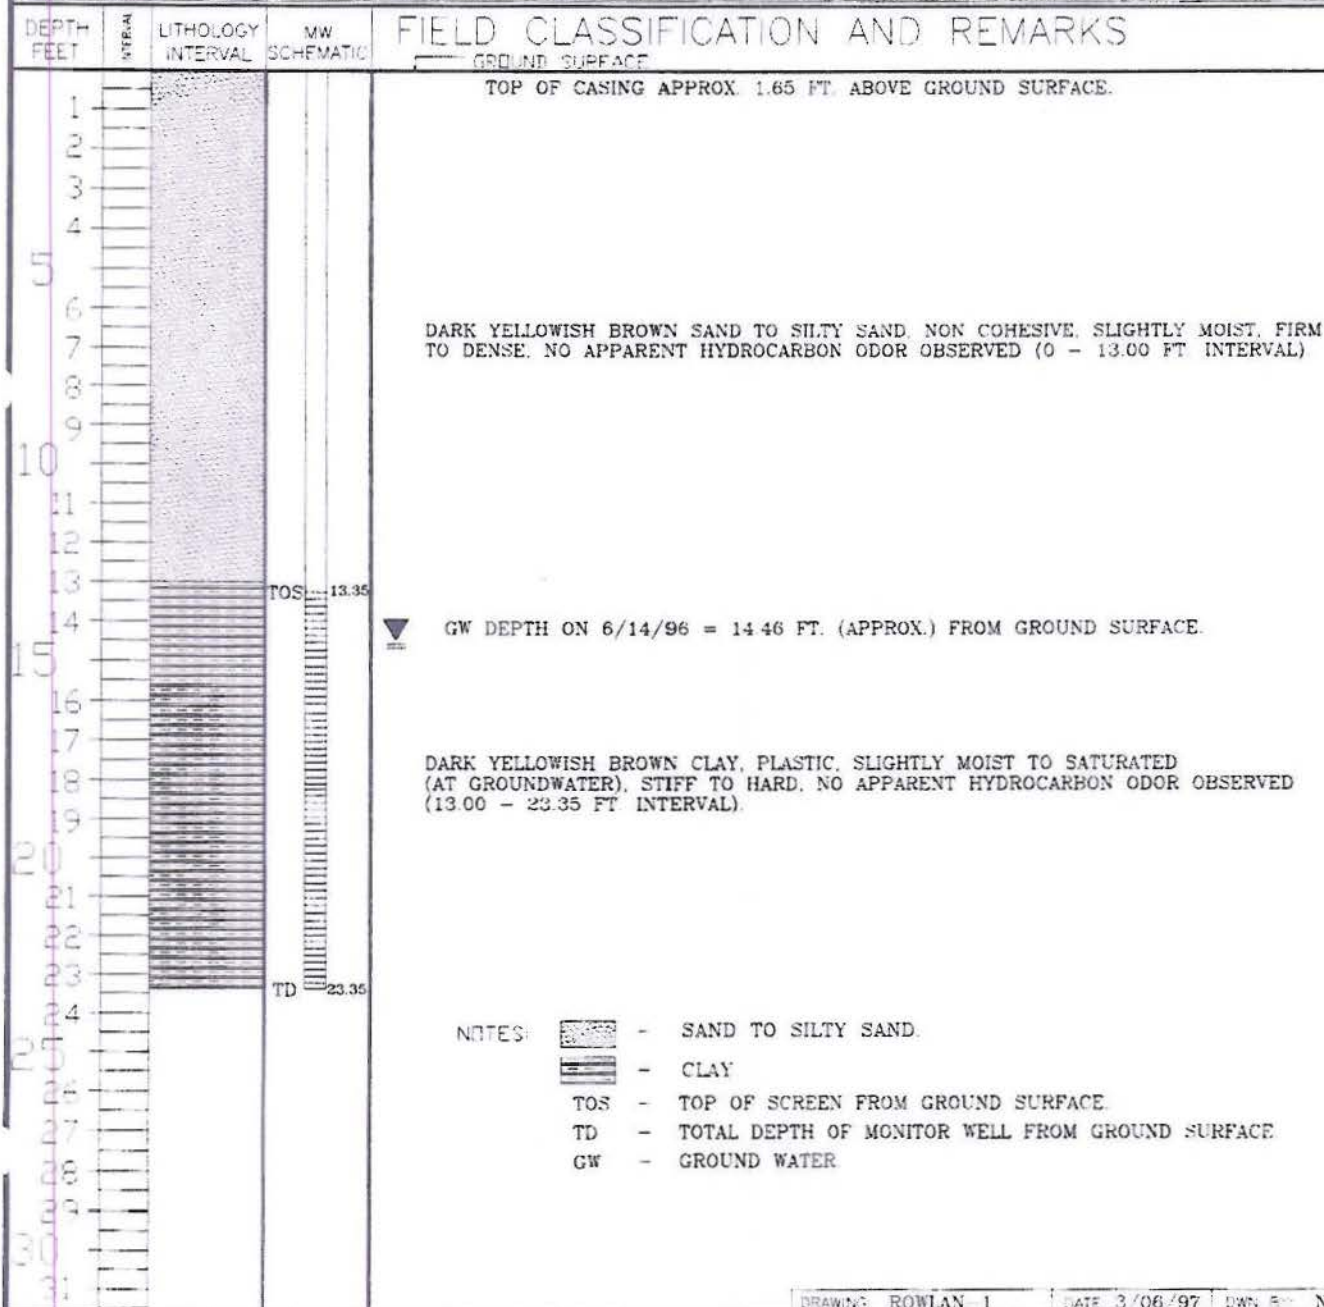 DEPTH FEET
INTERVAL
LITHOLOGY INTERVAL
MW SCHEMATIC
FIELD CLASSIFICATION AND REMARKS
GROUND SURFACE
TOP OF CASING APPROX. 1.65 FT. ABOVE GROUND SURFACE.
1
2
3
4
5
6
DARK YELLOWISH BROWN SAND TO SILTY SAND, NON COHESIVE, SLIGHTLY MOIST, FIRM
7
TO DENSE, NO APPARENT HYDROCARBON ODOR OBSERVED (0 - 13.00 FT INTERVAL)
8
9
10
11
12
13
TOS 13.35
14
GW DEPTH ON 6/14/96 = 14.46 FT. (APPROX.) FROM GROUND SURFACE.
15
16
17
DARK YELLOWISH BROWN CLAY, PLASTIC, SLIGHTLY MOIST TO SATURATED
18
(AT GROUNDWATER), STIFF TO HARD, NO APPARENT HYDROCARBON ODOR OBSERVED
(13.00 - 23.35 FT INTERVAL).
19
20
21
22
23
TD 23.35
24
NOTES: - SAND TO SILTY SAND.
25
- CLAY
26
TOS - TOP OF SCREEN FROM GROUND SURFACE.
27
TD - TOTAL DEPTH OF MONITOR WELL FROM GROUND SURFACE
28
GW - GROUND WATER
29
30
31
DRAWING: ROWLAN-1 DATE 3/06/97 DWN BY: N